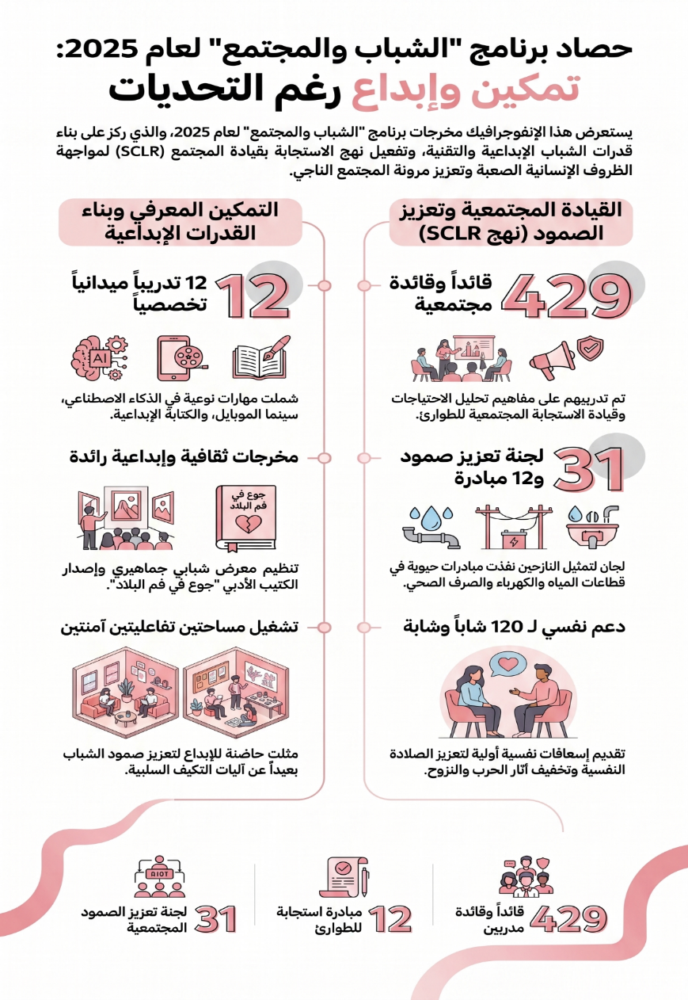 حصاد برنامج "الشباب والمجتمع" لعام 2025:
تمكين وإبداع رغم التحديات
يستعرض هذا الإنفوجرافيك مخرجات برنامج "الشباب والمجتمع" لعام 2025، والذي ركز على بناء
قدرات الشباب الإبداعية والتقنية، وتفعيل نهج الاستجابة بقيادة المجتمع (SCLR) لمواجهة
الظروف الإنسانية الصعبة وتعزيز مرونة المجتمع الناجي.
القيادة المجتمعية وتعزيز
الصمود (نهج SCLR)
429
قائداً وقائدة
مجتمعية
تم تدريبهم على مفاهيم تحليل الاحتياجات
وقيادة الاستجابة المجتمعية للطوارئ.
31
لجنة تعزيز صمود
و12 مبادرة
لجان لتمثيل النازحين نفذت مبادرات حيوية في
قطاعات المياه والكهرباء والصرف الصحي.
دعم نفسي لـ 120 شاباً وشابة
تقديم إسعافات نفسية أولية لتعزيز الصلادة
النفسية وتخفيف آثار الحرب والنزوح.
التمكين المعرفي وبناء
القدرات الإبداعية
12
12 تدريباً ميدانياً
تخصصياً
AI
شملت مهارات نوعية في الذكاء الاصطناعي،
سينما الموبايل، والكتابة الإبداعية.
مخرجات ثقافية وإبداعية رائدة
جوع في
فم البلاد
تنظيم معرض شبابي جماهيري وإصدار
الكتيب الأدبي "جوع في فم البلاد".
تشغيل مساحتين تفاعليتين آمنتين
مثلت حاضنة للإبداع لتعزيز صمود الشباب
بعيداً عن آليات التكيف السلبية.
429
قائداً وقائدة
مدربين
12
مبادرة استجابة
للطوارئ
AIOT
31
لجنة تعزيز الصمود
المجتمعية